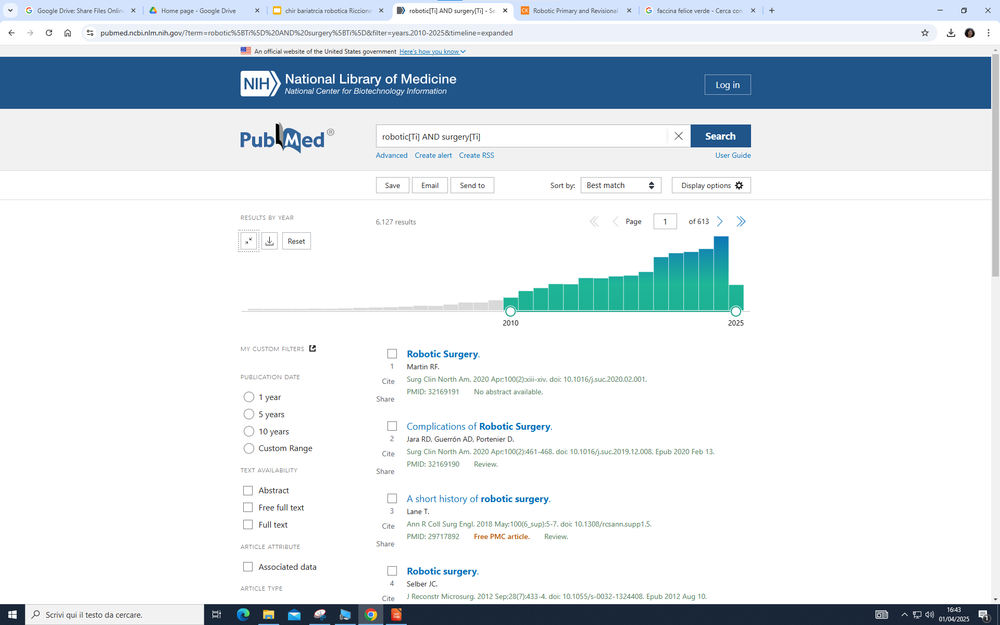 Google Drive: Share Files Online
Home page - Google Drive
chir bariatrcia robotica Riccione
robotic[Ti] AND surgery[Ti] - Se
CK
Robotic Primary and Revisional
faccina felice verde - Cerca con
pubmed.ncbi.nlm.nih.gov/?term=robotic%5BTi%5D%20AND%20surgery%5BTi%5D&filter=years.2010-2025&timeline=expanded
An official website of the United States government Here's how you know
NIH National Library of Medicine
National Center for Biotechnology Information
Log in
PubMed®
robotic[Ti] AND surgery[Ti]
Search
Advanced Create alert Create RSS
User Guide
Save Email Send to
Sort by: Best match
Display options
RESULTS BY YEAR
6,127 results
Page 1 of 613
Reset
2010
2025
MY CUSTOM FILTERS
PUBLICATION DATE
1 year
5 years
10 years
Custom Range
TEXT AVAILABILITY
Abstract
Free full text
Full text
ARTICLE ATTRIBUTE
Associated data
ARTICLE TYPE
Robotic Surgery.
1
Martin RF.
Cite
Surg Clin North Am. 2020 Apr;100(2):xiii-xiv. doi: 10.1016/j.suc.2020.02.001.
PMID: 32169191 No abstract available.
Share
Complications of Robotic Surgery.
2
Jara RD, Guerrón AD, Portenier D.
Cite
Surg Clin North Am. 2020 Apr;100(2):461-468. doi: 10.1016/j.suc.2019.12.008. Epub 2020 Feb 13.
PMID: 32169190 Review.
Share
A short history of robotic surgery.
3
Lane T.
Cite
Ann R Coll Surg Engl. 2018 May;100(6_sup):5-7. doi: 10.1308/rcsann.supp1.5.
PMID: 29717892 Free PMC article. Review.
Share
Robotic surgery.
4
Selber JC.
Cite
J Reconstr Microsurg. 2012 Sep;28(7):433-4. doi: 10.1055/s-0032-1324408. Epub 2012 Aug 10.
Scrivi qui il testo da cercare.
16:43
01/04/2025
1